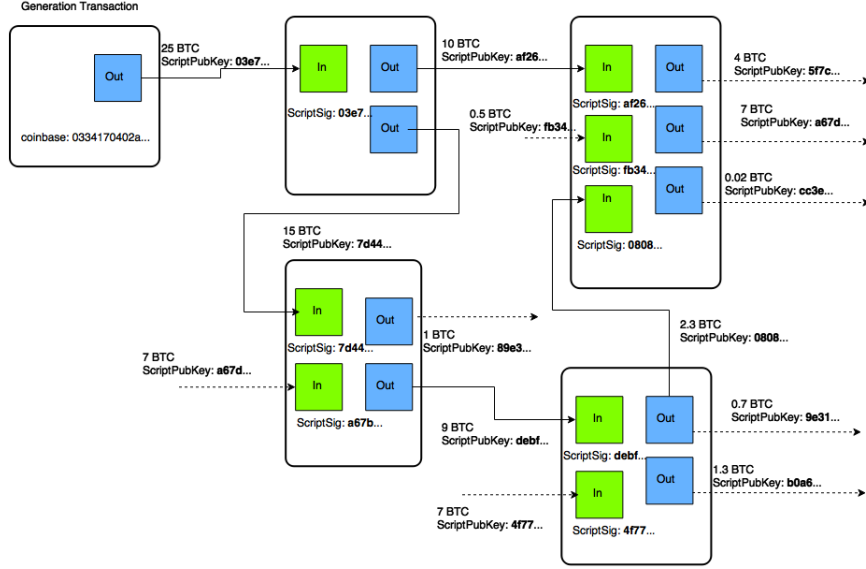 Generation Transaction
Out
coinbase: 0334170402a...
25 BTC
ScriptPubKey: 03e7...
In
Out
ScriptSig: 03e7...
Out
10 BTC
ScriptPubKey: af26...
0.5 BTC
ScriptPubKey: fb34...
In
Out
ScriptSig: af26...
In
Out
ScriptSig: fb34...
In
Out
ScriptSig: 0808...
4 BTC
ScriptPubKey: 5f7c...
7 BTC
ScriptPubKey: a67d...
0.02 BTC
ScriptPubKey: cc3e...
15 BTC
ScriptPubKey: 7d44...
In
Out
ScriptSig: 7d44...
In
Out
ScriptSig: a67b...
7 BTC
ScriptPubKey: a67d...
1 BTC
ScriptPubKey: 89e3...
9 BTC
ScriptPubKey: debf...
2.3 BTC
ScriptPubKey: 0808...
In
Out
ScriptSig: debf...
In
Out
ScriptSig: 4f77...
7 BTC
ScriptPubKey: 4f77...
0.7 BTC
ScriptPubKey: 9e31...
1.3 BTC
ScriptPubKey: b0a6...